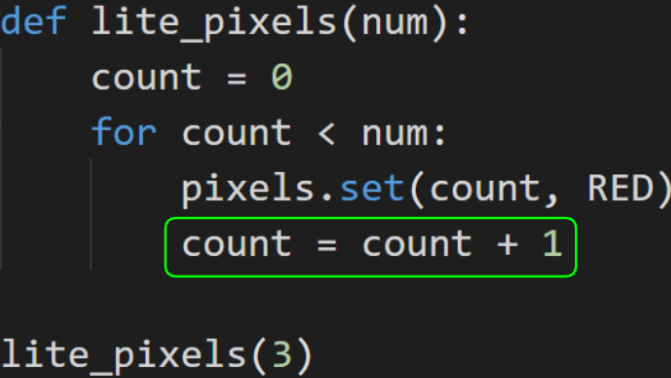 def lite_pixels(num):
    count = 0
    for count < num:
        pixels.set(count, RED)
        count = count + 1
lite_pixels(3)